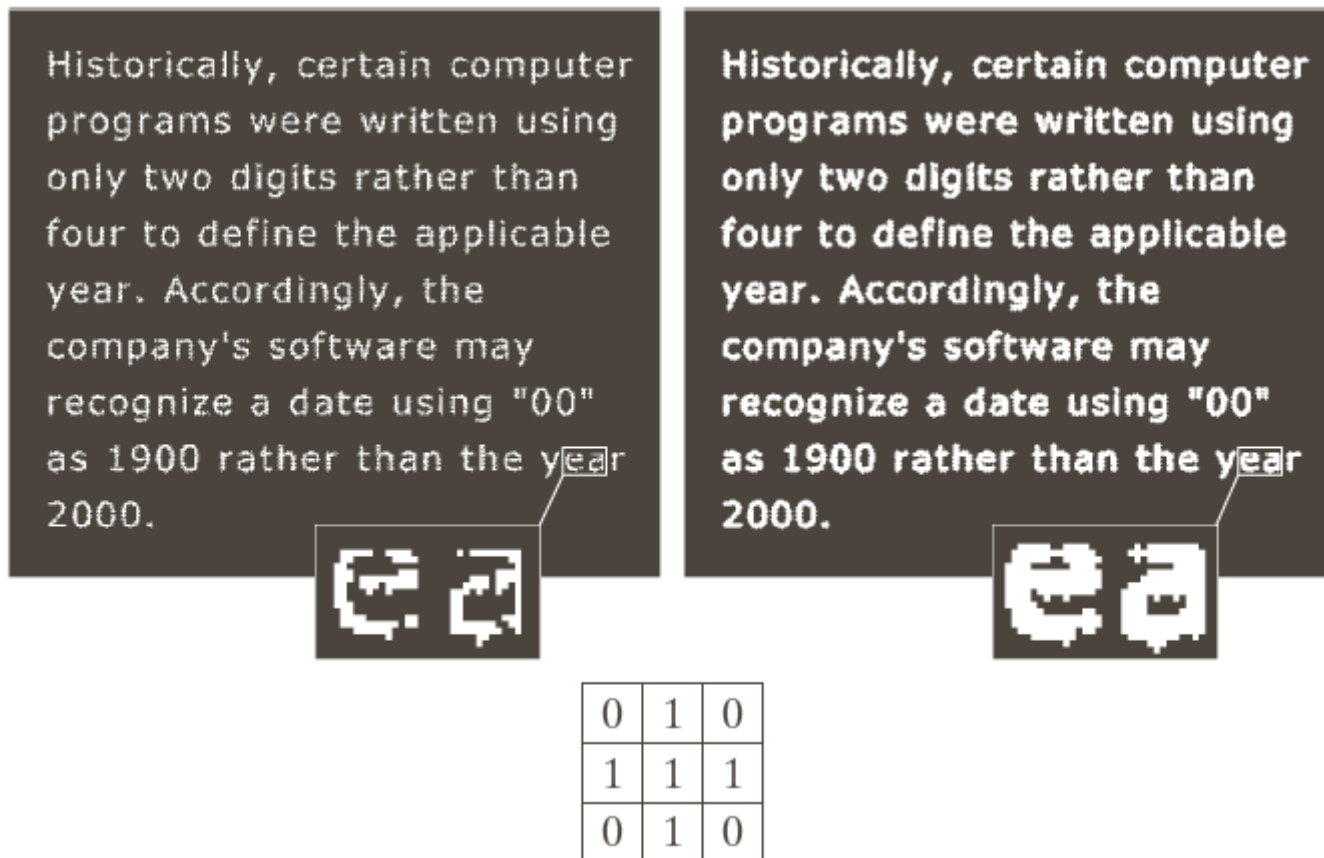 Historically, certain computer
programs were written using
only two digits rather than
four to define the applicable
year. Accordingly, the
company's software may
recognize a date using "00"
as 1900 rather than the year
2000.
ea
Historically, certain computer
programs were written using
only two digits rather than
four to define the applicable
year. Accordingly, the
company's software may
recognize a date using "00"
as 1900 rather than the year
2000.
ea
0 1 0
1 1 1
0 1 0